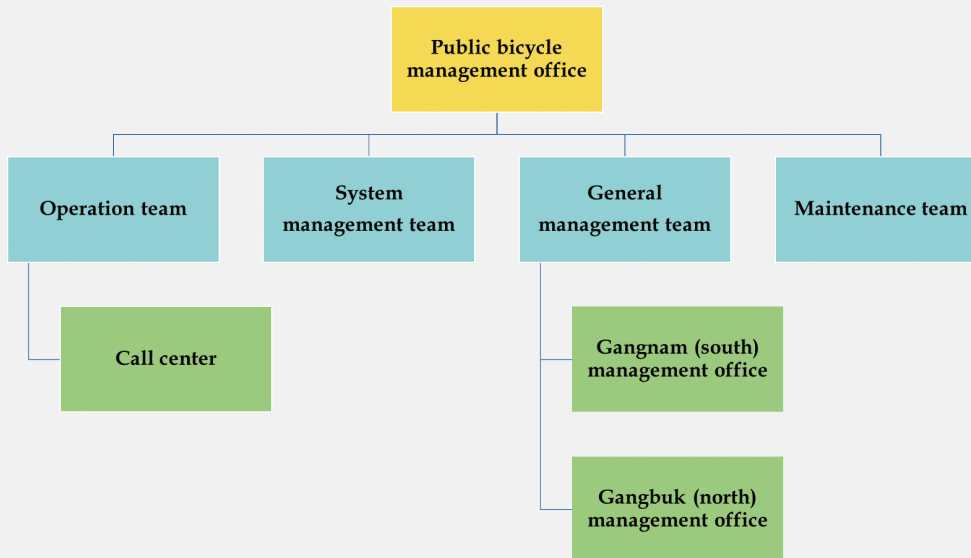 Public bicycle
management office
Operation team
System
management team
General
management team
Maintenance team
Call center
Gangnam (south)
management office
Gangbuk (north)
management office